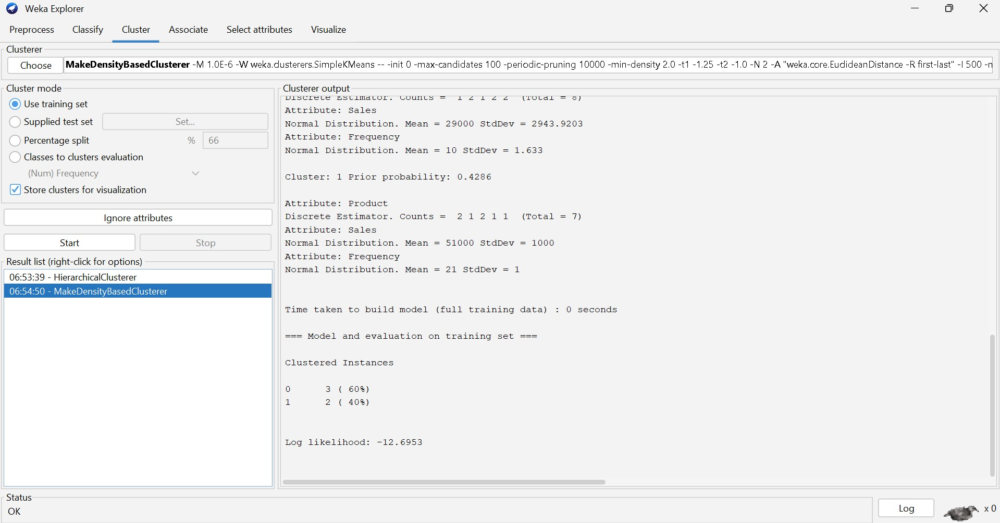 Weka Explorer
Preprocess Classify Cluster Associate Select attributes Visualize
Clusterer
Choose MakeDensityBasedClusterer -M 1.0E-6 -W weka.clusterers.SimpleKMeans -- -init 0 -max-candidates 100 -periodic-pruning 10000 -min-density 2.0 -t1 -1.25 -t2 -1.0 -N 2 -A "weka.core.EuclideanDistance -R first-last" -I 500 -n
Cluster mode
Use training set
Supplied test set Set...
Percentage split % 66
Classes to clusters evaluation
(Num) Frequency
Store clusters for visualization
Ignore attributes
Start Stop
Result list (right-click for options)
06:53:39 - HierarchicalClusterer
06:54:50 - MakeDensityBasedClusterer
Clusterer output
Discrete Estimator. Counts = 1 2 1 2 2 (Total = 8)
Attribute: Sales
Normal Distribution. Mean = 29000 StdDev = 2943.9203
Attribute: Frequency
Normal Distribution. Mean = 10 StdDev = 1.633
Cluster: 1 Prior probability: 0.4286
Attribute: Product
Discrete Estimator. Counts = 2 1 2 1 1 (Total = 7)
Attribute: Sales
Normal Distribution. Mean = 51000 StdDev = 1000
Attribute: Frequency
Normal Distribution. Mean = 21 StdDev = 1
Time taken to build model (full training data) : 0 seconds
=== Model and evaluation on training set ===
Clustered Instances
0 3 ( 60%)
1 2 ( 40%)
Log likelihood: -12.6953
Status
OK
Log x 0